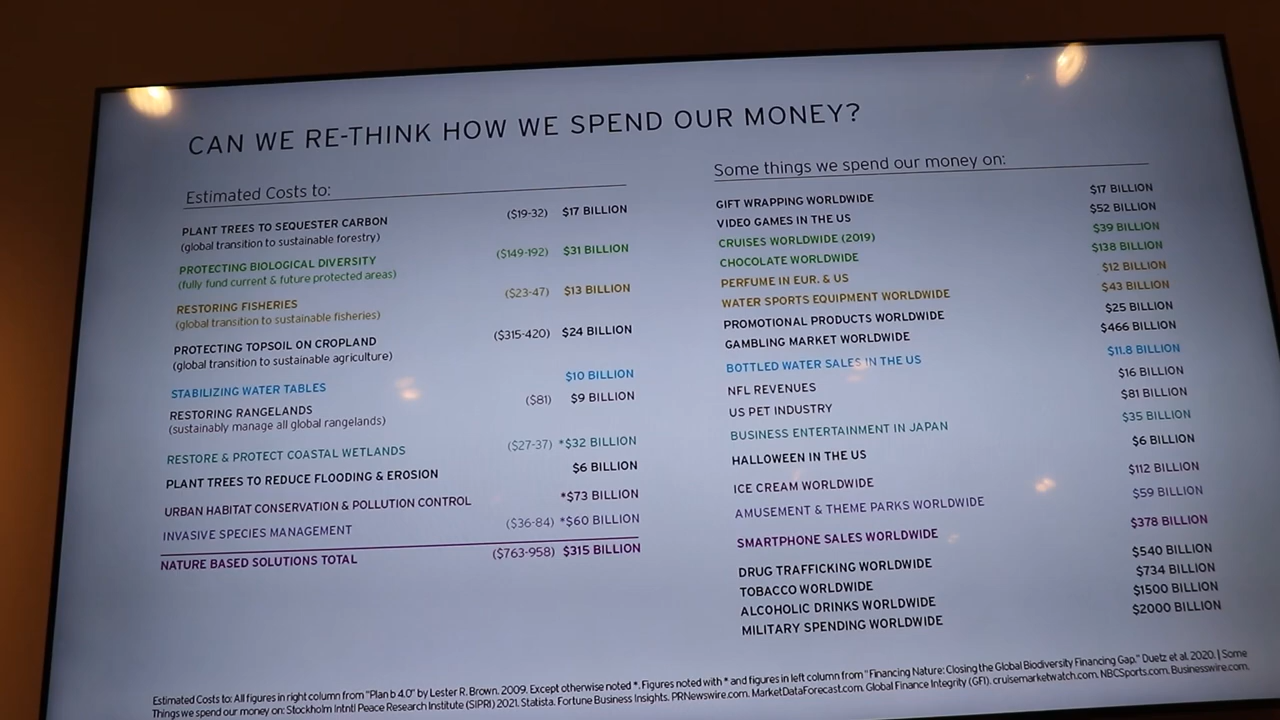 CAN WE RE-THINK HOW WE SPEND OUR MONEY?
Estimated Costs to:
PLANT TREES TO SEQUESTER CARBON ($19-32) $17 BILLION
(global transition to sustainable forestry)
PROTECTING BIOLOGICAL DIVERSITY ($149-192) $31 BILLION
(fully fund current & future protected areas)
RESTORING FISHERIES ($23-47) $13 BILLION
(global transition to sustainable fisheries)
PROTECTING TOPSOIL ON CROPLAND ($315-420) $24 BILLION
(global transition to sustainable agriculture)
STABILIZING WATER TABLES $10 BILLION
RESTORING RANGELANDS ($81) $9 BILLION
(sustainably manage all global rangelands)
RESTORE & PROTECT COASTAL WETLANDS ($27-37) *$32 BILLION
PLANT TREES TO REDUCE FLOODING & EROSION $6 BILLION
URBAN HABITAT CONSERVATION & POLLUTION CONTROL *$73 BILLION
INVASIVE SPECIES MANAGEMENT ($36-84) *$60 BILLION
NATURE BASED SOLUTIONS TOTAL ($763-958) $315 BILLION
Some things we spend our money on:
GIFT WRAPPING WORLDWIDE $17 BILLION
VIDEO GAMES IN THE US $52 BILLION
CRUISES WORLDWIDE (2019) $39 BILLION
CHOCOLATE WORLDWIDE $138 BILLION
PERFUME IN EUR. & US $12 BILLION
WATER SPORTS EQUIPMENT WORLDWIDE $43 BILLION
PROMOTIONAL PRODUCTS WORLDWIDE $25 BILLION
GAMBLING MARKET WORLDWIDE $466 BILLION
BOTTLED WATER SALES IN THE US $11.8 BILLION
NFL REVENUES $16 BILLION
US PET INDUSTRY $81 BILLION
BUSINESS ENTERTAINMENT IN JAPAN $35 BILLION
HALLOWEEN IN THE US $6 BILLION
ICE CREAM WORLDWIDE $112 BILLION
AMUSEMENT & THEME PARKS WORLDWIDE $59 BILLION
SMARTPHONE SALES WORLDWIDE $378 BILLION
DRUG TRAFFICKING WORLDWIDE $540 BILLION
TOBACCO WORLDWIDE $734 BILLION
ALCOHOLIC DRINKS WORLDWIDE $1500 BILLION
MILITARY SPENDING WORLDWIDE $2000 BILLION
Estimated Costs to: All figures in right column from "Plan b 4.0" by Lester R. Brown. 2009. Except otherwise noted *. Figures noted with * and figures in left column from "Financing Nature: Closing the Global Biodiversity Financing Gap." Duetz et al. 2020. | Some
Things we spend our money on: Stockholm Intntl Peace Research Institute (SIPRI) 2021. Statista. Fortune Business Insights. PRNewswire.com. MarketDataForecast.com. Global Finance Integrity (GFI). cruisemarketwatch.com. NBCSports.com. Businesswire.com.